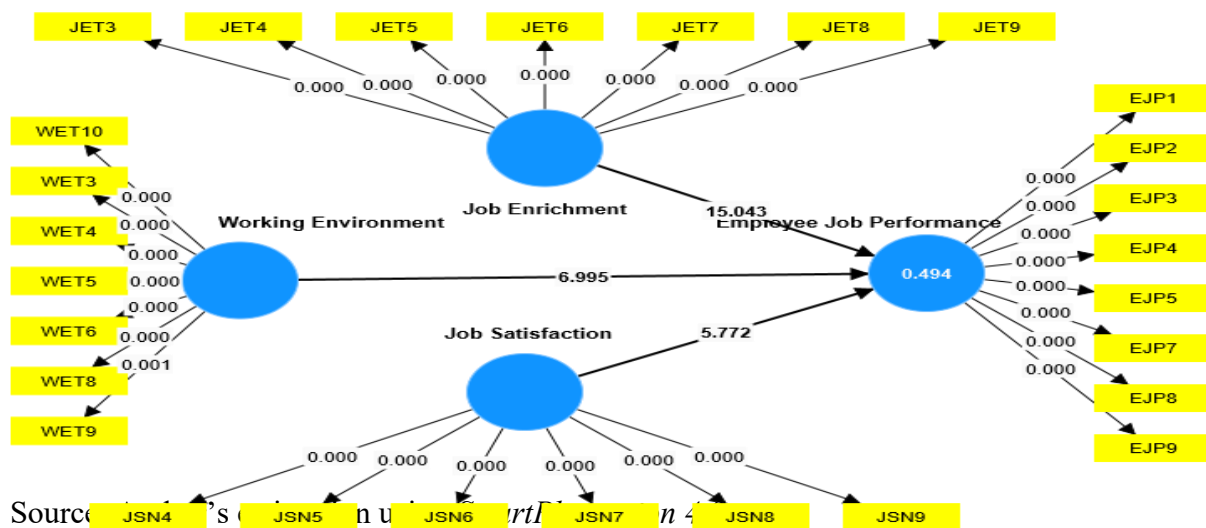 JET3 JET4 JET5 JET6 JET7 JET8 JET9
0.000 0.000 0.000 0.000 0.000 0.000 0.000
WET10
WET3
WET4
WET5
WET6
WET8
WET9
0.000
0.000
0.000
0.000
0.000
0.000
0.001
Working Environment
Job Enrichment
15.043
Employee Job Performance
6.995
0.494
Job Satisfaction
5.772
EJP1
EJP2
EJP3
EJP4
EJP5
EJP7
EJP8
EJP9
0.000
0.000
0.000
0.000
0.000
0.000
0.000
0.000
0.000 0.000 0.000 0.000 0.000 0.000
JSN4 JSN5 JSN6 JSN7 JSN8 JSN9
Source